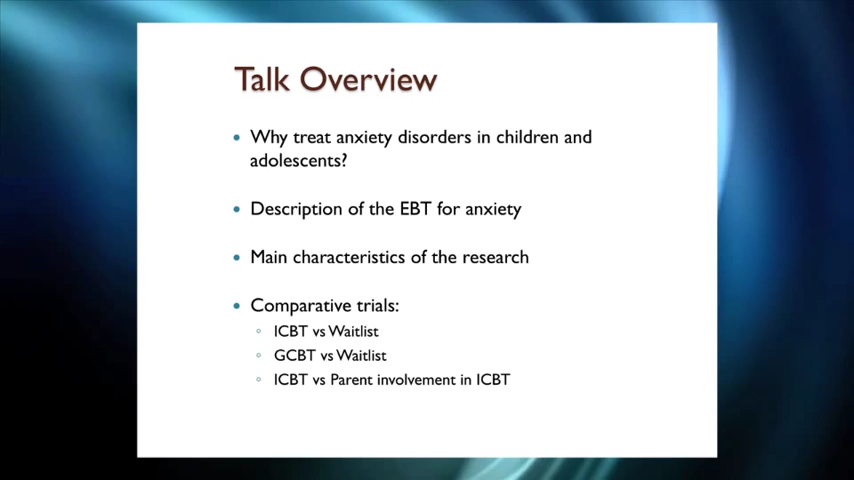 Talk Overview
• Why treat anxiety disorders in children and
adolescents?
• Description of the EBT for anxiety
• Main characteristics of the research
• Comparative trials:
◦ ICBT vs Waitlist
◦ GCBT vs Waitlist
◦ ICBT vs Parent involvement in ICBT